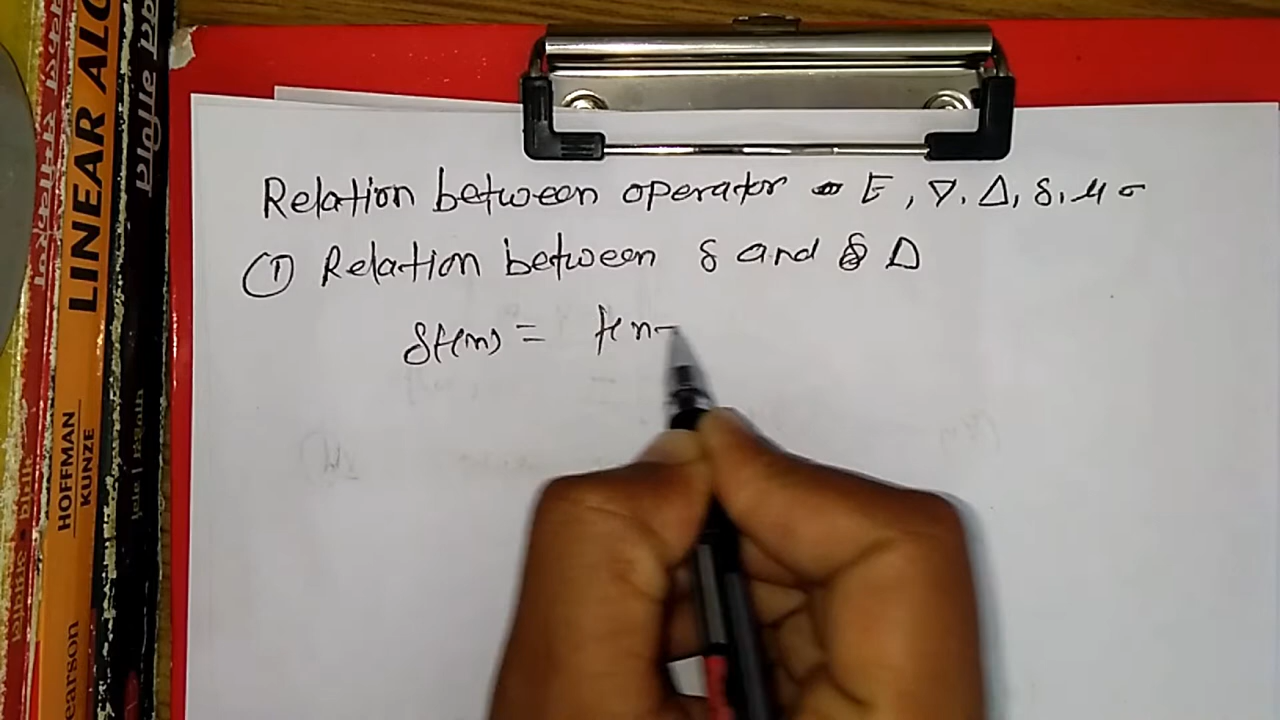 Relation between operator E, ∇, Δ, δ, μ σ
① Relation between δ and Δ
δf(n) = f(n-
LINEAR ALG
HOFFMAN
KUNZE
earson